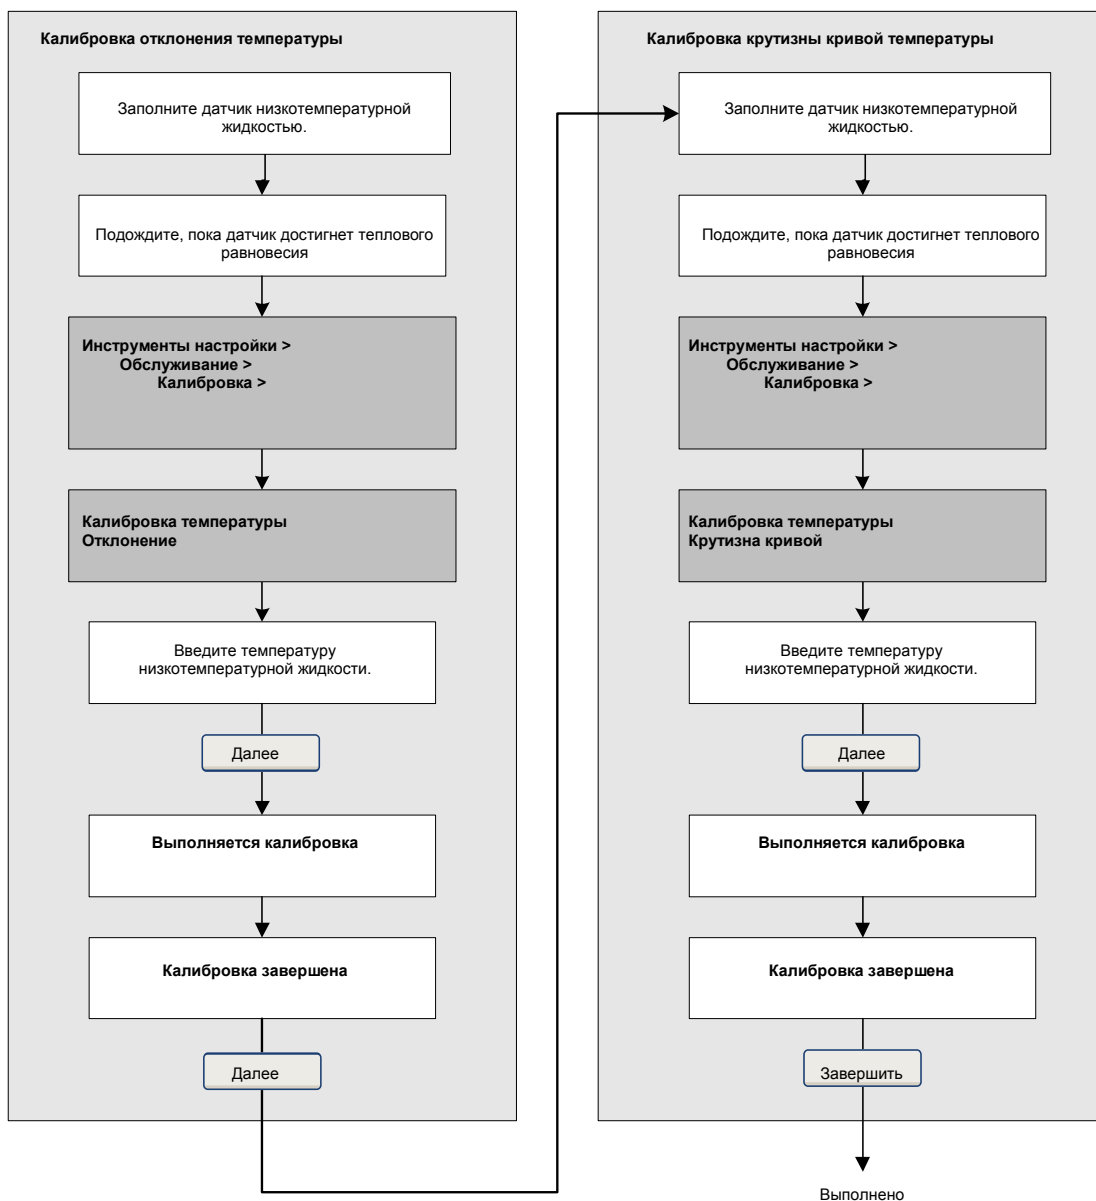 Калибровка отклонения температуры
Заполните датчик низкотемпературной
жидкостью.
Подождите, пока датчик достигнет теплового
равновесия
Инструменты настройки >
Обслуживание >
Калибровка >
Калибровка температуры
Отклонение
Введите температуру
низкотемпературной жидкости.
Далее
Выполняется калибровка
Калибровка завершена
Далее
Калибровка крутизны кривой температуры
Заполните датчик низкотемпературной
жидкостью.
Подождите, пока датчик достигнет теплового
равновесия
Инструменты настройки >
Обслуживание >
Калибровка >
Калибровка температуры
Крутизна кривой
Введите температуру
низкотемпературной жидкости.
Далее
Выполняется калибровка
Калибровка завершена
Завершить
Выполнено